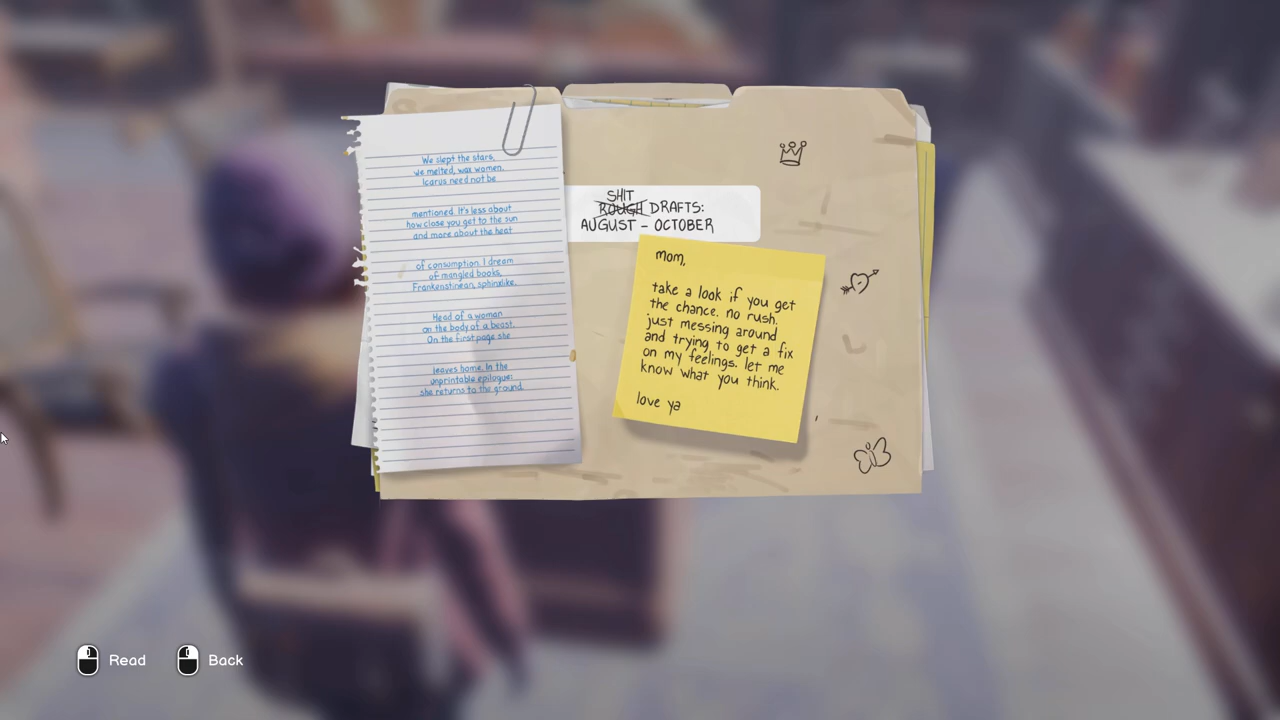 We slept the stars,
we melted, wax women.
Icarus need not be
mentioned. It's less about
how close you get to the sun
and more about the heat
of consumption. I dream
of mangled books,
Frankensteinean, sphinxlike.
Head of a woman
on the body of a beast.
On the first page she
leaves home. In the
unprintable epilogue:
she returns to the ground.
SHIT
ROUGH DRAFTS:
AUGUST – OCTOBER
mom,
take a look if you get
the chance. no rush.
just messing around
and trying to get a fix
on my feelings. let me
know what you think.
love ya
Read
Back